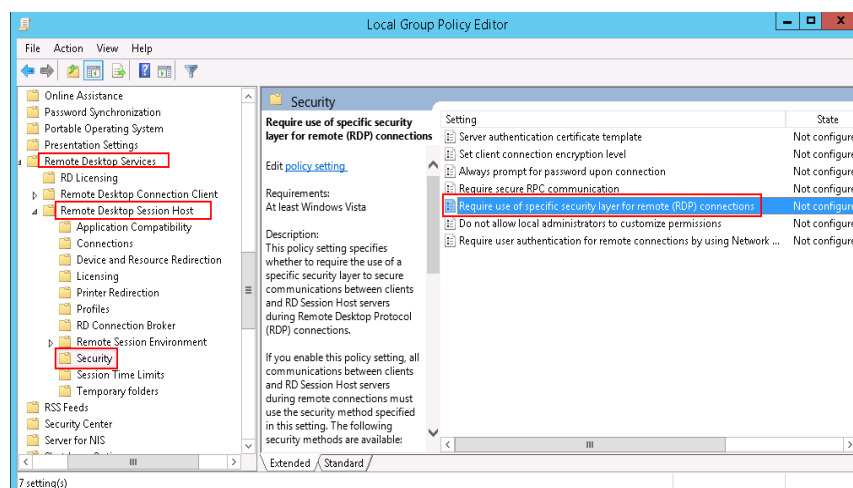 Local Group Policy Editor
File Action View Help
Online Assistance
Password Synchronization
Portable Operating System
Presentation Settings
Remote Desktop Services
RD Licensing
Remote Desktop Connection Client
Remote Desktop Session Host
Application Compatibility
Connections
Device and Resource Redirection
Licensing
Printer Redirection
Profiles
RD Connection Broker
Remote Session Environment
Security
Session Time Limits
Temporary folders
RSS Feeds
Security Center
Server for NIS
Security
Require use of specific security
layer for remote (RDP) connections
Edit policy setting
Requirements:
At least Windows Vista
Description:
This policy setting specifies
whether to require the use of a
specific security layer to secure
communications between clients
and RD Session Host servers
during Remote Desktop Protocol
(RDP) connections.
If you enable this policy setting, all
communications between clients
and RD Session Host servers
during remote connections must
use the security method specified
in this setting. The following
security methods are available:
Setting State
Server authentication certificate template Not configure
Set client connection encryption level Not configure
Always prompt for password upon connection Not configure
Require secure RPC communication Not configure
Require use of specific security layer for remote (RDP) connections Not configure
Do not allow local administrators to customize permissions Not configure
Require user authentication for remote connections by using Network ... Not configure
Extended Standard
7 setting(s)